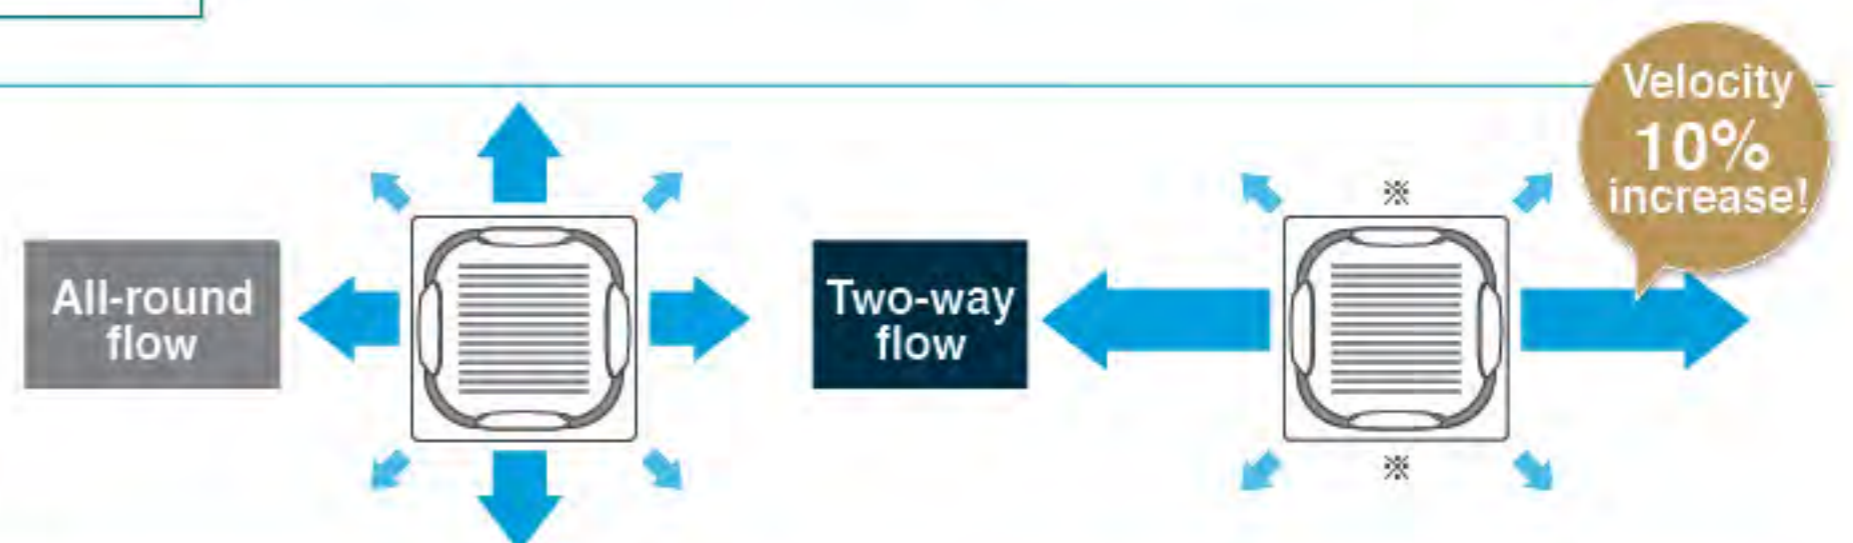 Velocity
10%
increase!
All-round
flow
Two-way
flow
※
※